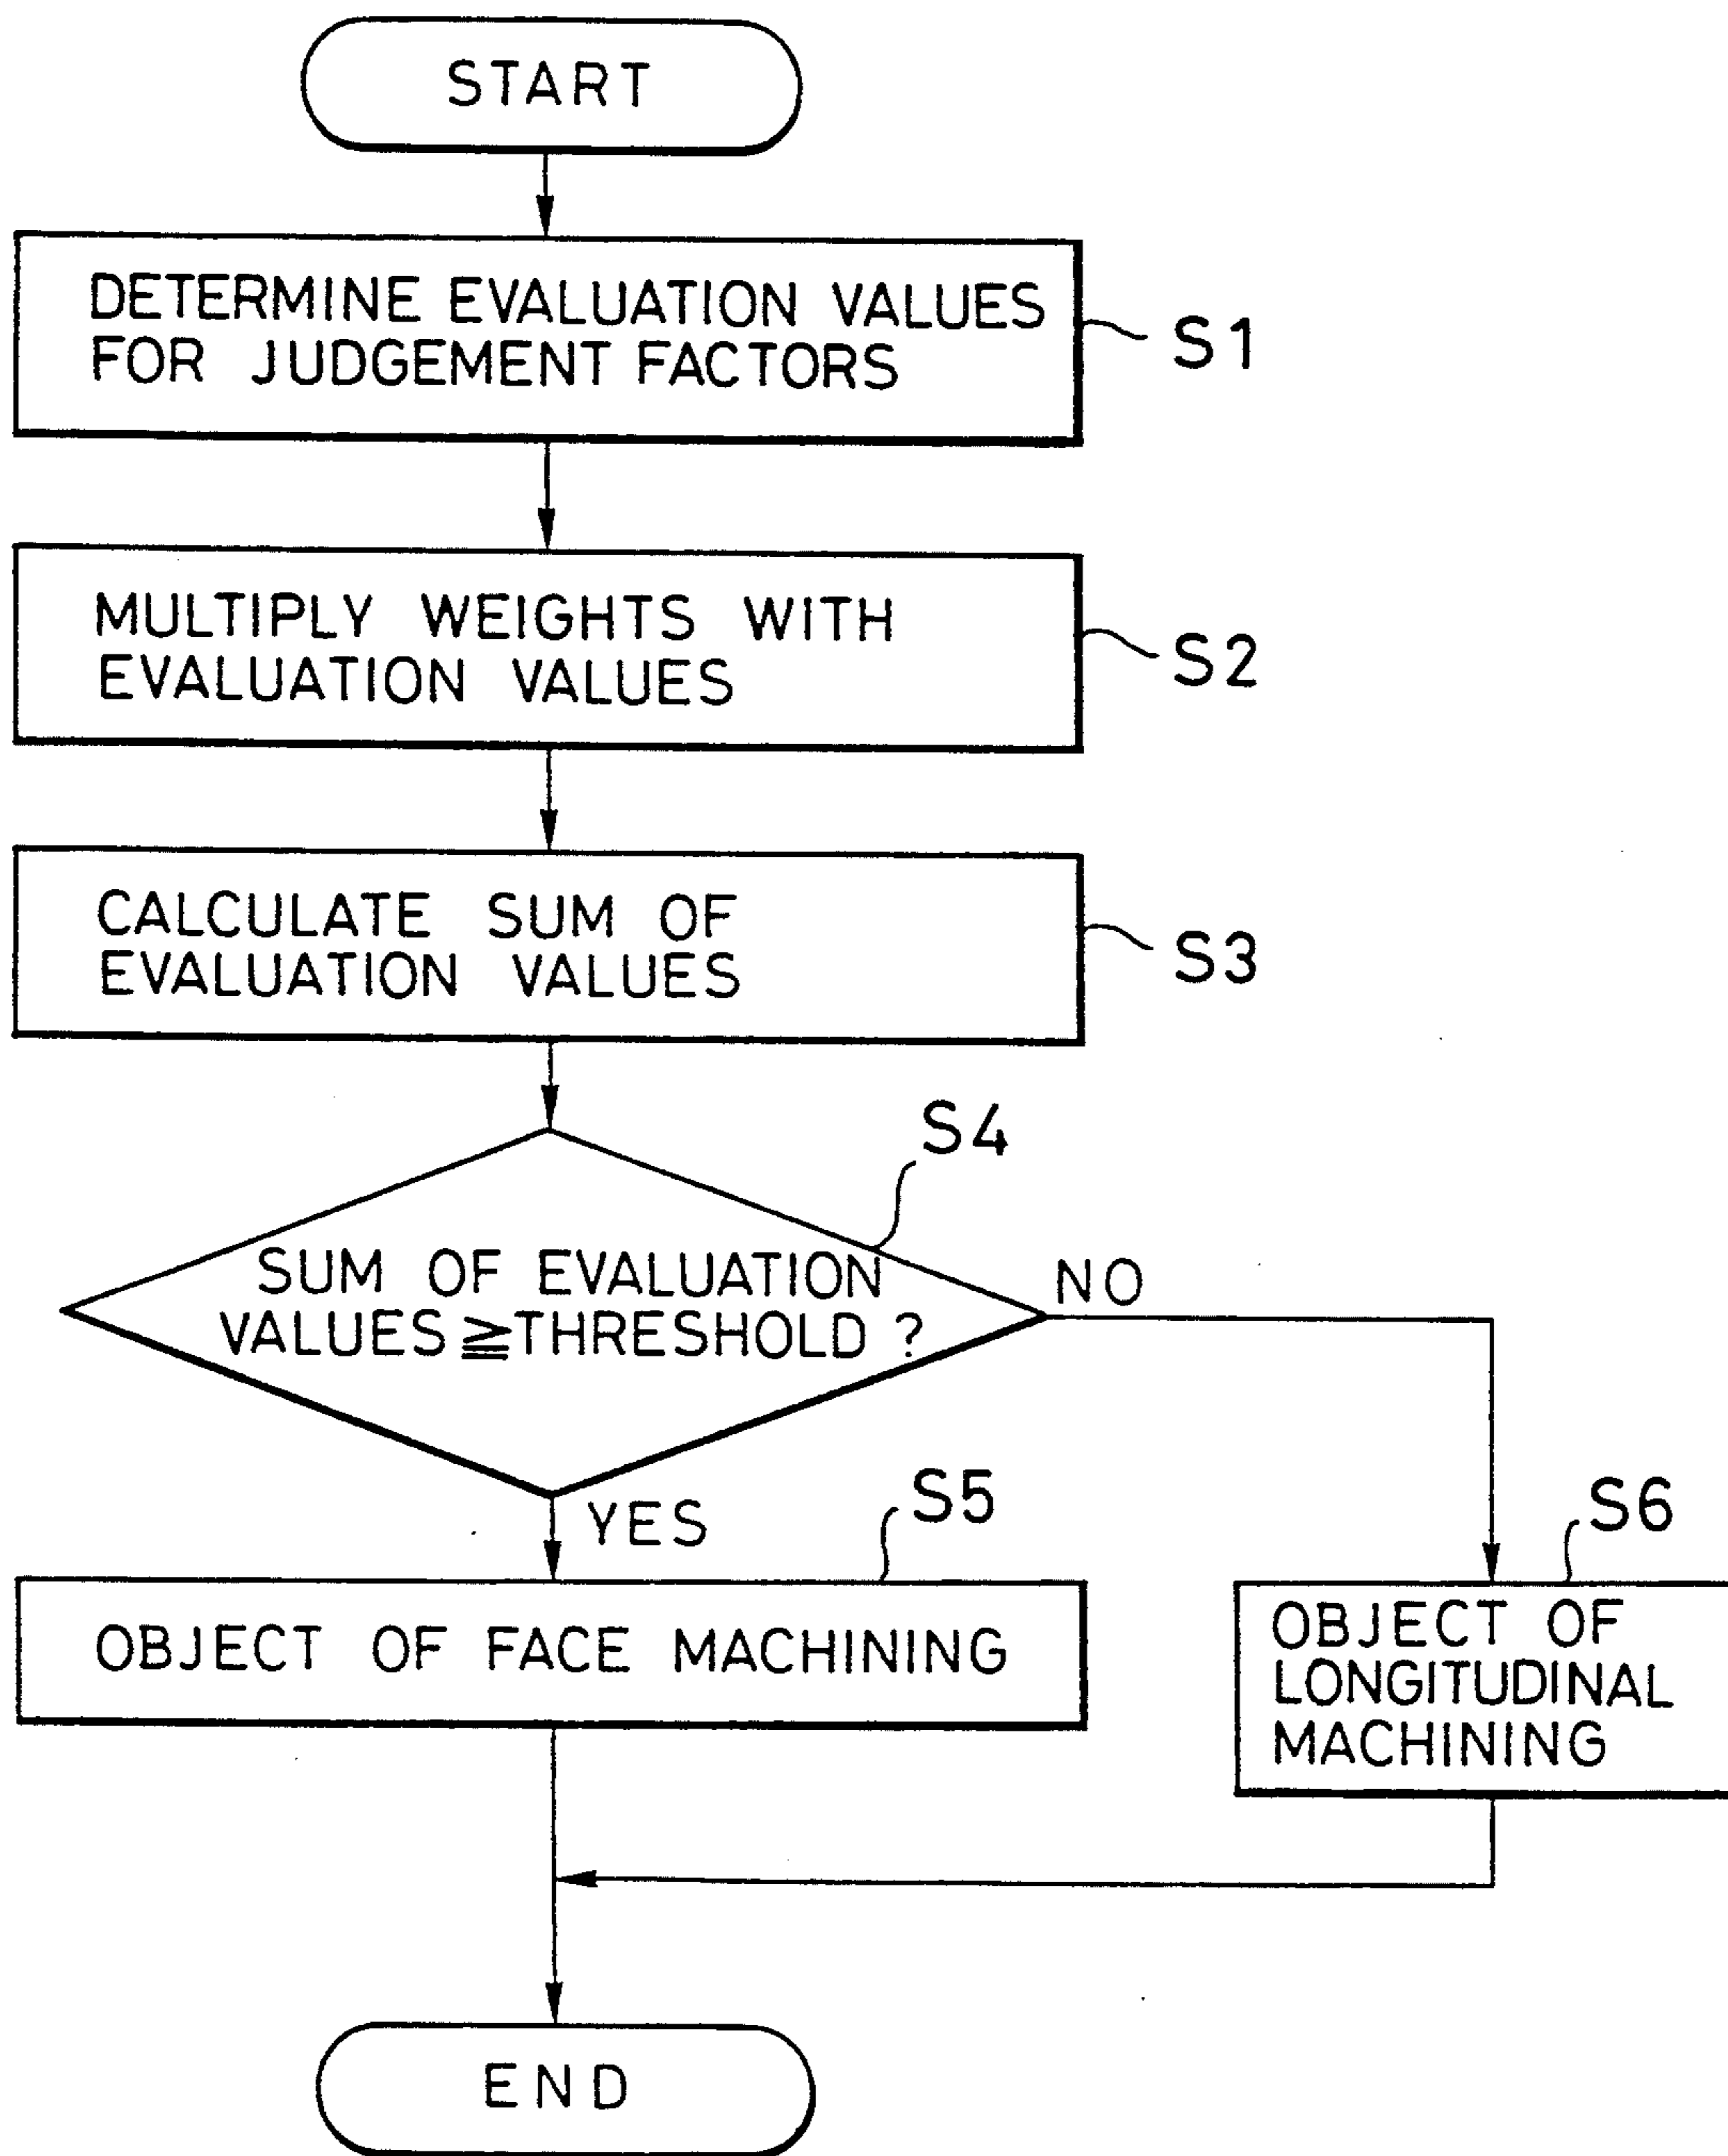 START
DETERMINE EVALUATION VALUES
FOR JUDGEMENT FACTORS
S1
MULTIPLY WEIGHTS WITH
EVALUATION VALUES
S2
CALCULATE SUM OF
EVALUATION VALUES
S3
S4
SUM OF EVALUATION
VALUES ≧ THRESHOLD ?
NO
YES
S5
OBJECT OF FACE MACHINING
S6
OBJECT OF
LONGITUDINAL
MACHINING
END